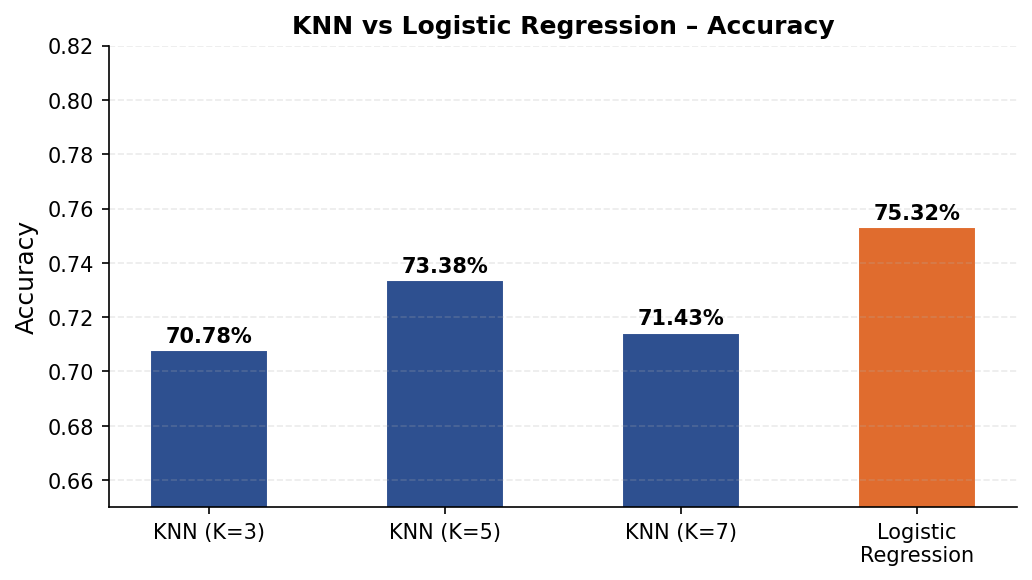 KNN vs Logistic Regression – Accuracy
Accuracy
0.82
0.80
0.78
0.76
0.74
0.72
0.70
0.68
0.66
70.78%
73.38%
71.43%
75.32%
KNN (K=3)
KNN (K=5)
KNN (K=7)
Logistic
Regression